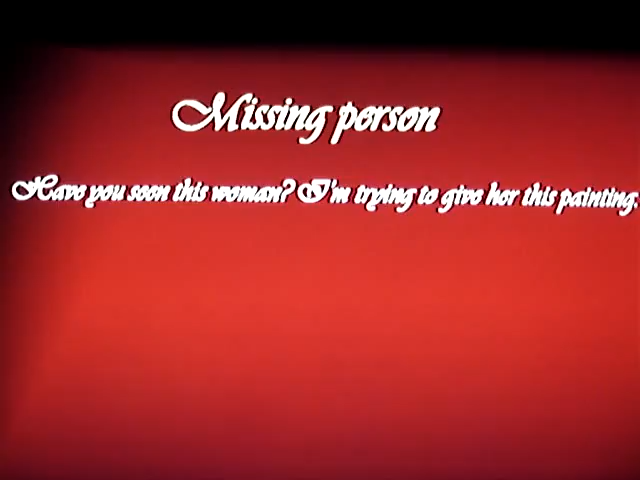 Missing person
Have you seen this woman? I'm trying to give her this painting.